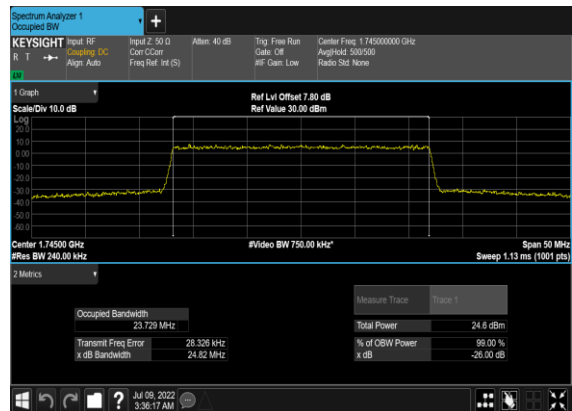 Spectrum Analyzer 1
Occupied BW
KEYSIGHT
R T
LXI
Input: RF
Coupling: DC
Align: Auto
Input Z: 50 Ω
Corr CCorr
Freq Ref: Int (S)
Atten: 40 dB
Trig: Free Run
Gate: Off
#IF Gain: Low
Center Freq: 1.745000000 GHz
Avg|Hold: 500/500
Radio Std: None
1 Graph
Scale/Div 10.0 dB
Ref Lvl Offset 7.80 dB
Ref Value 30.00 dBm
Log
20.0
10.0
0.00
-10.0
-20.0
-30.0
-40.0
-50.0
-60.0
Center 1.74500 GHz
#Video BW 750.00 kHz*
Span 50 MHz
#Res BW 240.00 kHz
Sweep 1.13 ms (1001 pts)
2 Metrics
Measure Trace Trace 1
Occupied Bandwidth
23.729 MHz
Total Power 24.6 dBm
Transmit Freq Error 28.326 kHz
% of OBW Power 99.00 %
x dB Bandwidth 24.82 MHz
x dB -26.00 dB
?
Jul 09, 2022
3:36:17 AM